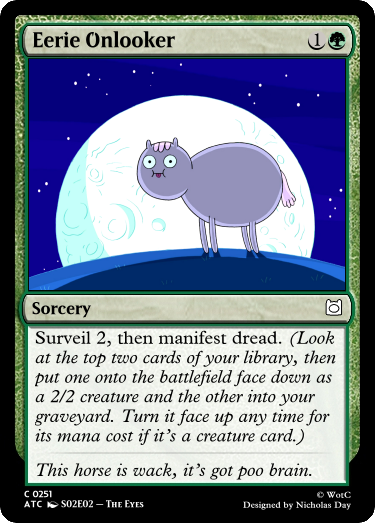 Eerie Onlooker 1
Sorcery
Surveil 2, then manifest dread. (Look
at the top two cards of your library, then
put one onto the battlefield face down as
a 2/2 creature and the other into your
graveyard. Turn it face up any time for
its mana cost if it's a creature card.)
This horse is wack, it's got poo brain.
C 0251 © WotC
ATC S02E02 – The Eyes Designed by Nicholas Day